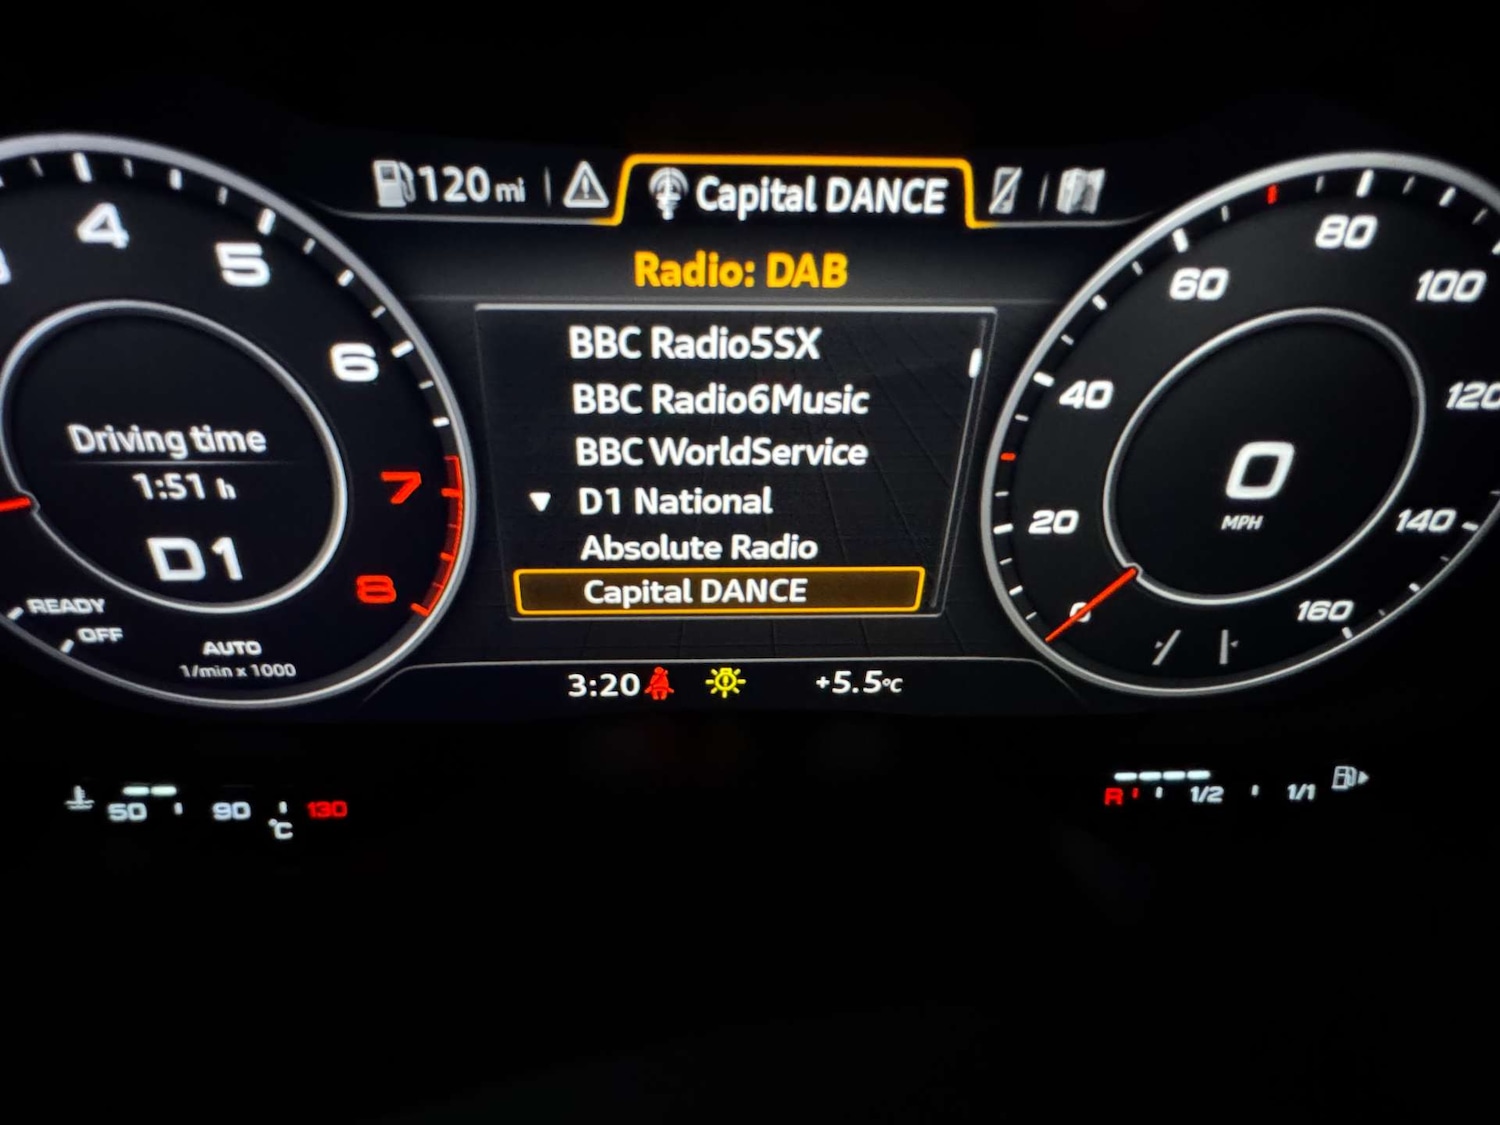 120 mi
Capital DANCE
Radio: DAB
BBC Radio5SX
BBC Radio6Music
BBC WorldService
D1 National
Absolute Radio
Capital DANCE
3:20
+5.5°C
4
5
6
7
8
Driving time
1:51 h
D1
READY
OFF
AUTO
1/min x 1000
0
20
40
60
80
100
120
140
160
0
MPH
50
90
130
°C
R
1/2
1/1